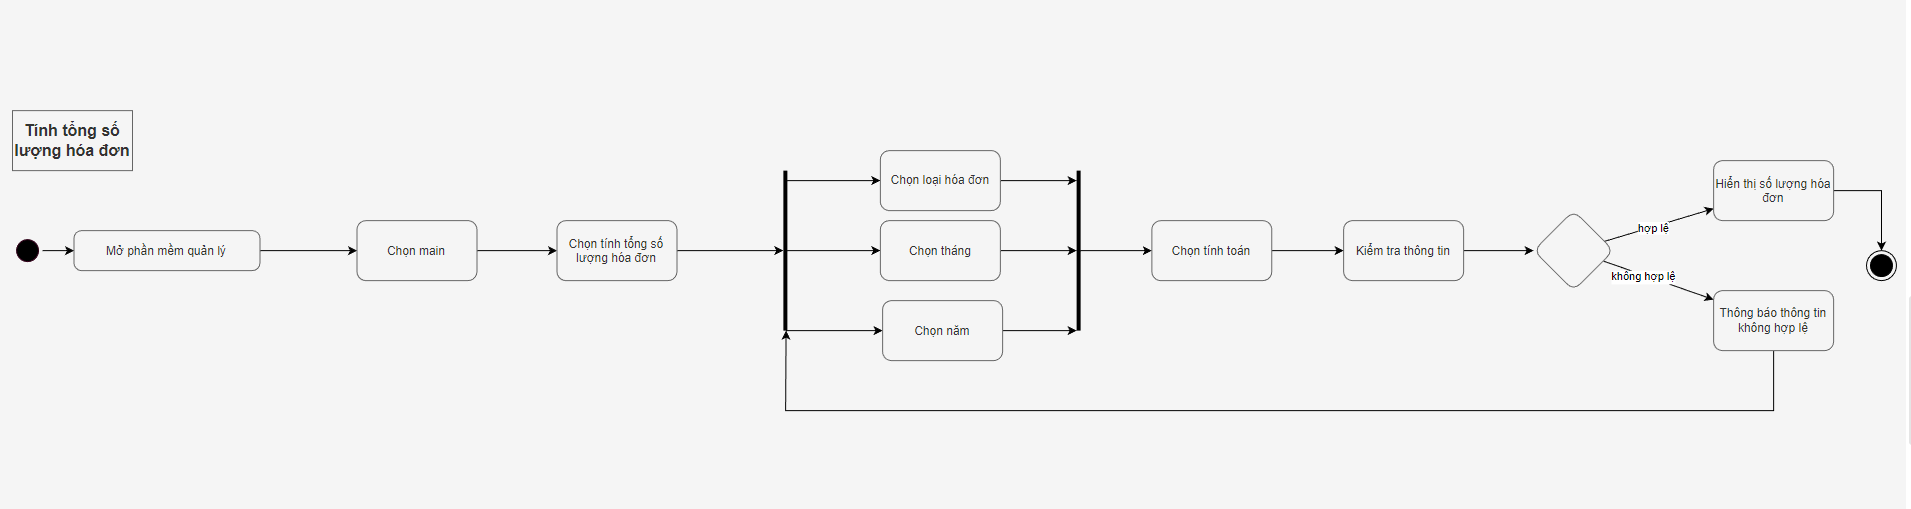 Tính tổng số
lượng hóa đơn
Mở phần mềm quản lý
Chọn main
Chọn tính tổng số
lượng hóa đơn
Chọn loại hóa đơn
Chọn tháng
Chọn năm
Chọn tính toán
Kiểm tra thông tin
hợp lệ
không hợp lệ
Hiển thị số lượng hóa
đơn
Thông báo thông tin
không hợp lệ